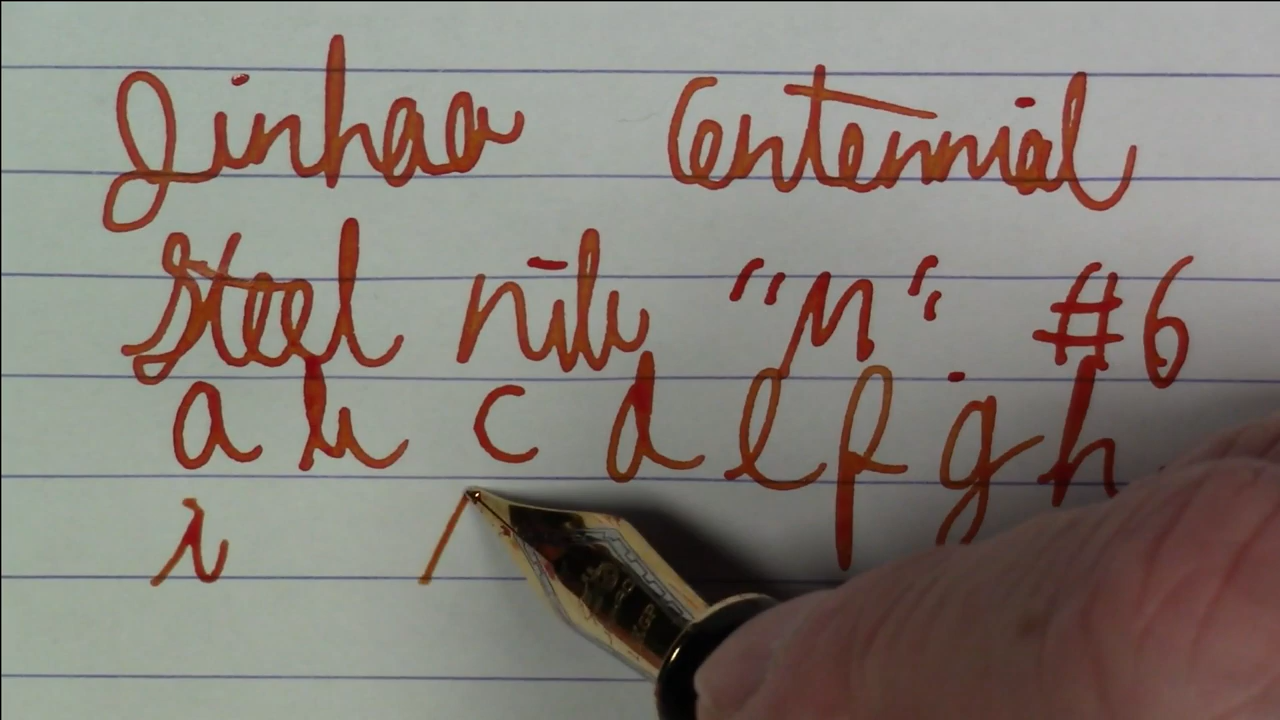 Jinhao Centennial
Steel nib "M" #6
a b c d e f g h
i